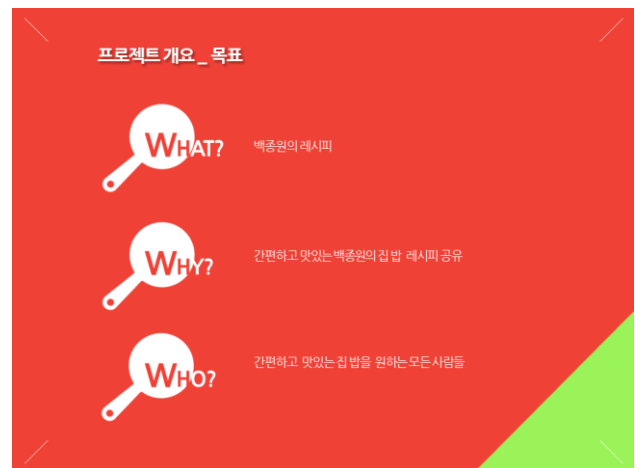 프로젝트 개요 _ 목표
WHAT?
백종원의 레시피
WHY?
간편하고 맛있는 백종원의 집 밥 레시피 공유
WHO?
간편하고 맛있는 집 밥을 원하는 모든 사람들